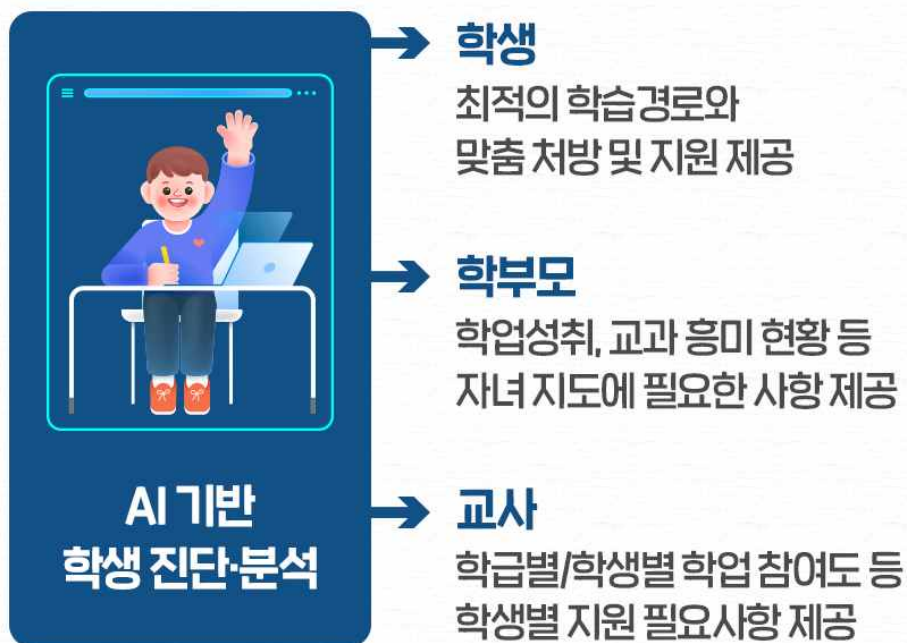 AI 기반
학생 진단·분석
학생
최적의 학습경로와
맞춤 처방 및 지원 제공
학부모
학업성취, 교과 흥미 현황 등
자녀 지도에 필요한 사항 제공
교사
학급별/학생별 학업 참여도 등
학생별 지원 필요사항 제공